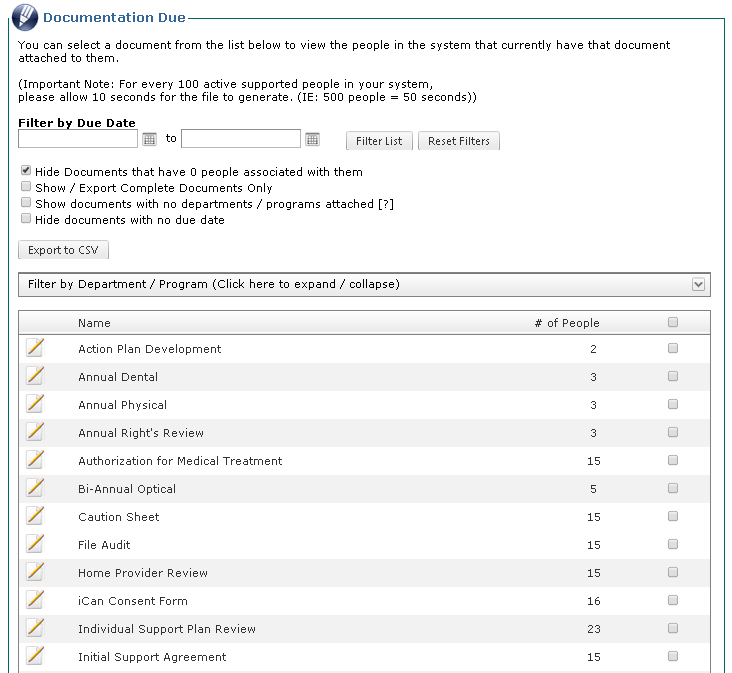 Documentation Due
You can select a document from the list below to view the people in the system that currently have that document
attached to them.
(Important Note: For every 100 active supported people in your system,
please allow 10 seconds for the file to generate. (IE: 500 people = 50 seconds))
Filter by Due Date
to Filter List Reset Filters
Hide Documents that have 0 people associated with them
Show / Export Complete Documents Only
Show documents with no departments / programs attached [?]
Hide documents with no due date
Export to CSV
Filter by Department / Program (Click here to expand / collapse)
Name # of People
Action Plan Development 2
Annual Dental 3
Annual Physical 3
Annual Right's Review 3
Authorization for Medical Treatment 15
Bi-Annual Optical 5
Caution Sheet 15
File Audit 15
Home Provider Review 15
iCan Consent Form 16
Individual Support Plan Review 23
Initial Support Agreement 15